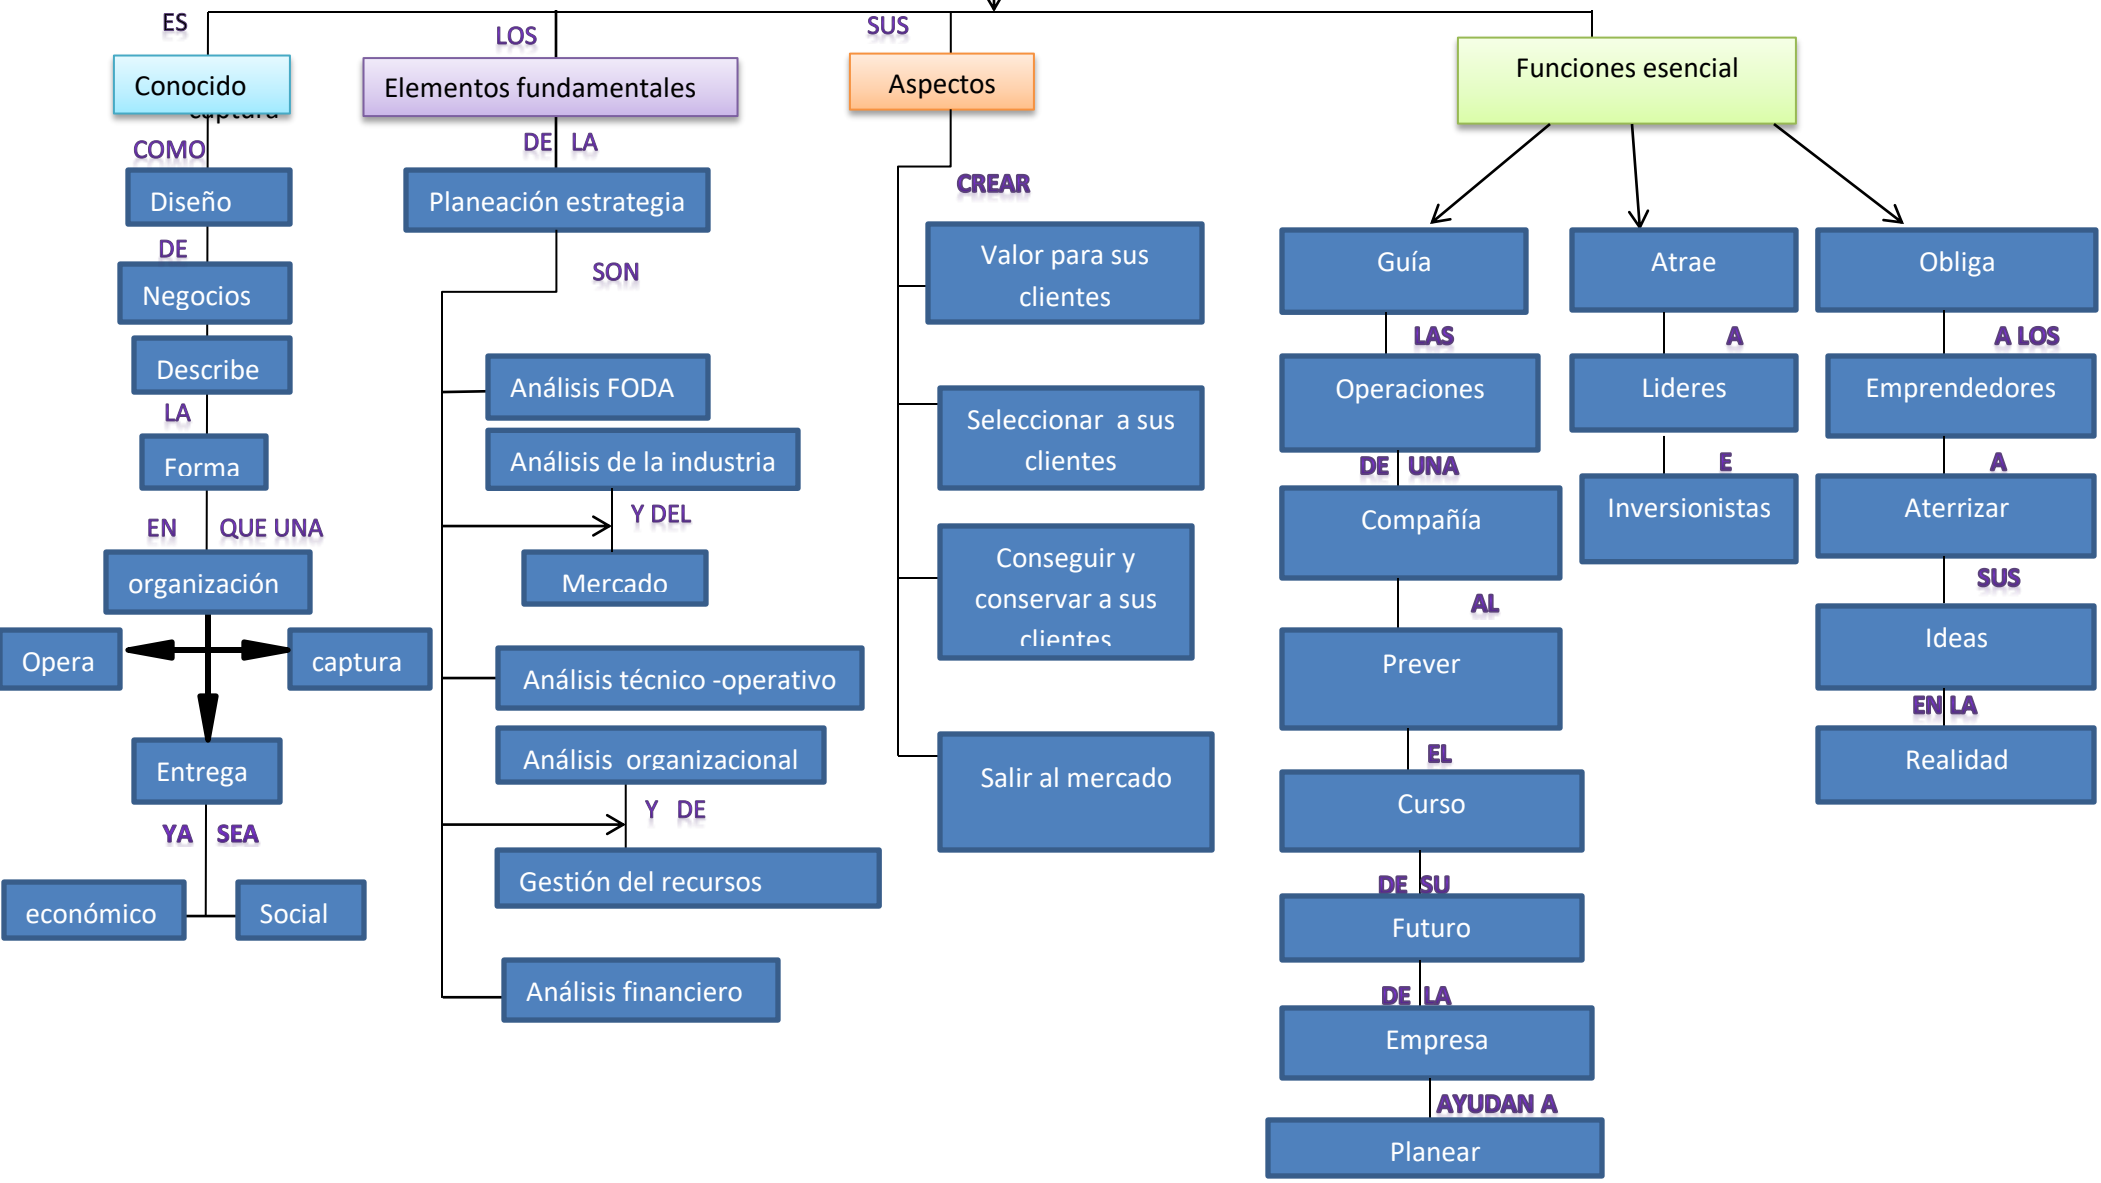 ES
Conocido
captura
COMO
Diseño
DE
Negocios
Describe
LA
Forma
EN QUE UNA
organización
Opera
captura
Entrega
YA SEA
económico
Social
LOS
Elementos fundamentales
DE LA
Planeación estrategia
SON
Análisis FODA
Análisis de la industria
Y DEL
Mercado
Análisis técnico -operativo
Análisis organizacional
Y DE
Gestión del recursos
Análisis financiero
SUS
Aspectos
CREAR
Valor para sus
clientes
Seleccionar a sus
clientes
Conseguir y
conservar a sus
clientes
Salir al mercado
Funciones esencial
Guía
LAS
Operaciones
DE UNA
Compañía
AL
Prever
EL
Curso
DE SU
Futuro
DE LA
Empresa
AYUDAN A
Planear
Atrae
A
Lideres
E
Inversionistas
Obliga
A LOS
Emprendedores
A
Aterrizar
SUS
Ideas
EN LA
Realidad